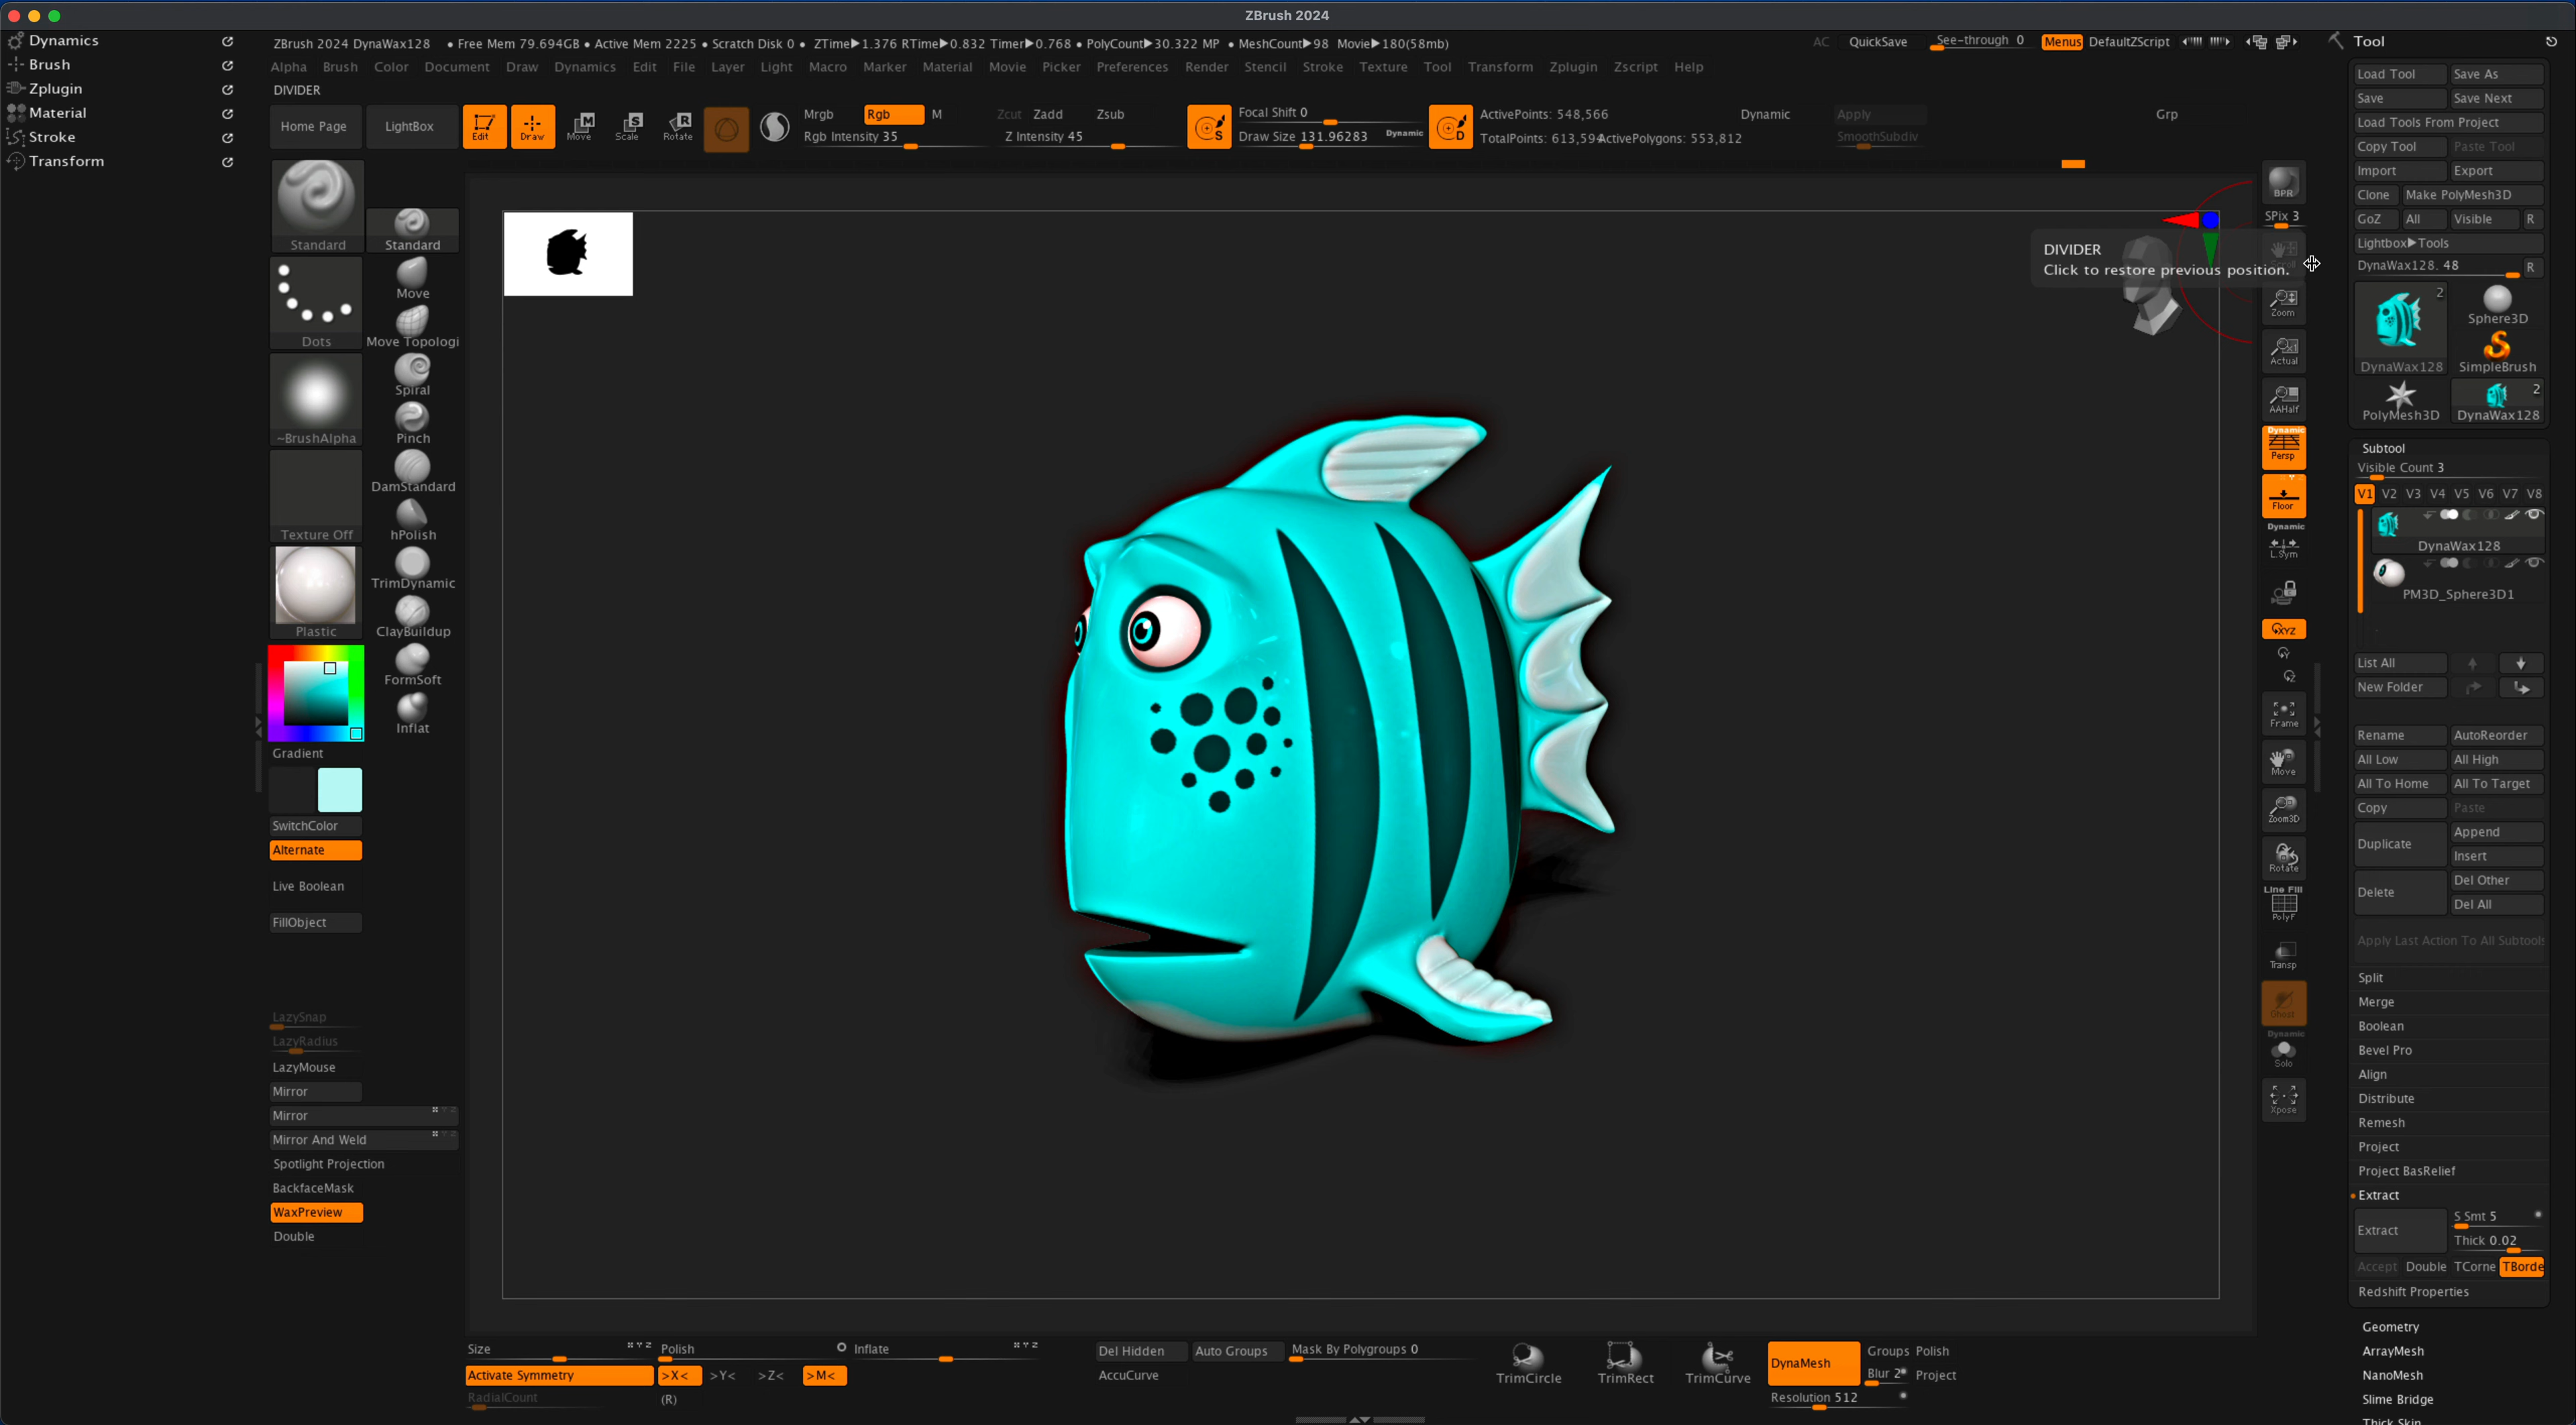 ZBrush 2024
Dynamics
Brush
Zplugin
Material
Stroke
Transform
ZBrush 2024 DynaWax128 • Free Mem 79.694GB • Active Mem 2225 • Scratch Disk 0 • ZTime▶1.376 RTime▶0.832 Timer▶0.768 • PolyCount▶30.322 MP • MeshCount▶98 Movie▶180(58mb)
AC QuickSave See-through 0 Menus DefaultZScript
Alpha Brush Color Document Draw Dynamics Edit File Layer Light Macro Marker Material Movie Picker Preferences Render Stencil Stroke Texture Tool Transform Zplugin Zscript Help
DIVIDER
Home Page LightBox Edit Draw Move Scale Rotate
Mrgb Rgb M Zcut Zadd Zsub
Rgb Intensity 35 Z Intensity 45
Focal Shift 0
Draw Size 131.96283 Dynamic
ActivePoints: 548,566 Dynamic Apply Grp
TotalPoints: 613,594 ActivePolygons: 553,812 SmoothSubdiv
Standard
Standard
Move
Dots
Move Topologi
Spiral
~BrushAlpha
Pinch
DamStandard
Texture Off
hPolish
TrimDynamic
Plastic
ClayBuildup
FormSoft
Inflat
Gradient
SwitchColor
Alternate
Live Boolean
FillObject
LazySnap
LazyRadius
LazyMouse
Mirror
Mirror
Mirror And Weld
Spotlight Projection
BackfaceMask
WaxPreview
Double
DIVIDER
Click to restore previous position.
BPR
SPix 3
Zoom
Actual
AAHalf
Dynamic
Persp
Floor
Dynamic
L.Sym
XYZ
Frame
Move
Zoom3D
Rotate
Line Fill
PolyF
Transp
Ghost
Dynamic
Solo
Xpose
Tool
Load Tool Save As
Save Save Next
Load Tools From Project
Copy Tool Paste Tool
Import Export
Clone Make PolyMesh3D
GoZ All Visible R
Lightbox▶Tools
DynaWax128. 48 R
2
Sphere3D
DynaWax128 SimpleBrush
2
PolyMesh3D DynaWax128
Subtool
Visible Count 3
V1 V2 V3 V4 V5 V6 V7 V8
DynaWax128
PM3D_Sphere3D1
List All
New Folder
Rename AutoReorder
All Low All High
All To Home All To Target
Copy Paste
Duplicate Append
Insert
Delete Del Other
Del All
Apply Last Action To All Subtools
Split
Merge
Boolean
Bevel Pro
Align
Distribute
Remesh
Project
Project BasRelief
Extract
Extract S Smt 5
Thick 0.02
Accept Double TCorne TBorde
Redshift Properties
Geometry
ArrayMesh
NanoMesh
Slime Bridge
Thick Skin
Size Polish Inflate
Activate Symmetry >X< >Y< >Z< >M<
RadialCount (R)
Del Hidden Auto Groups Mask By Polygroups 0
AccuCurve
TrimCircle TrimRect TrimCurve
DynaMesh Groups Polish
Blur 2 Project
Resolution 512